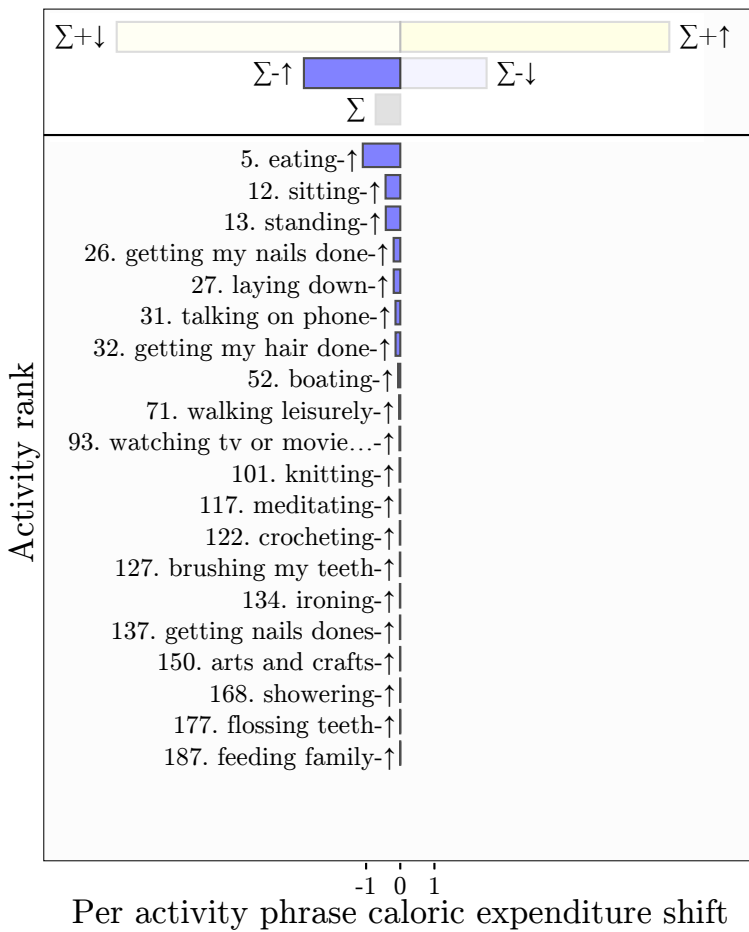 ∑+↓ ∑+↑
∑-↑ ∑-↓
∑
5. eating-↑
12. sitting-↑
13. standing-↑
26. getting my nails done-↑
27. laying down-↑
31. talking on phone-↑
32. getting my hair done-↑
52. boating-↑
71. walking leisurely-↑
93. watching tv or movie…-↑
101. knitting-↑
117. meditating-↑
122. crocheting-↑
127. brushing my teeth-↑
134. ironing-↑
137. getting nails dones-↑
150. arts and crafts-↑
168. showering-↑
177. flossing teeth-↑
187. feeding family-↑
Activity rank
-1 0 1
Per activity phrase caloric expenditure shift